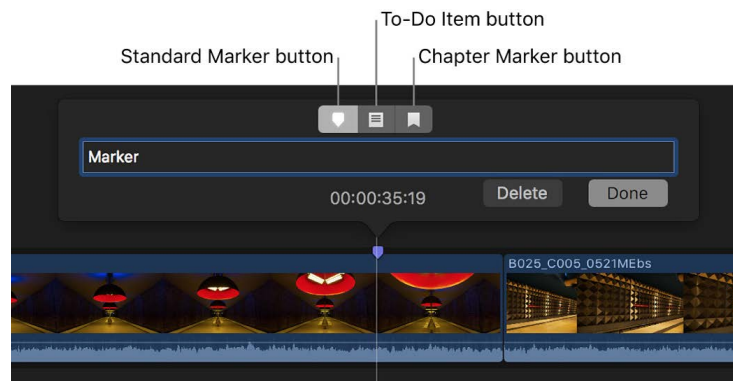 To-Do Item button
Standard Marker button
Chapter Marker button
Marker
00:00:35:19
Delete
Done
B025_C005_0521MEbs